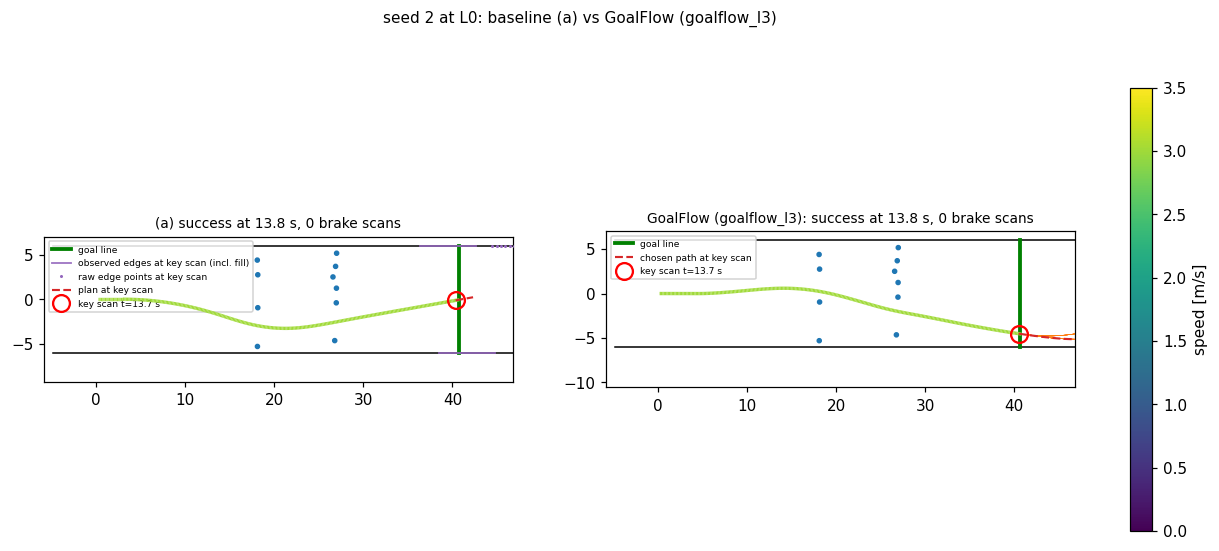 seed 2 at L0: baseline (a) vs GoalFlow (goalflow_l3)
(a) success at 13.8 s, 0 brake scans
goal line
observed edges at key scan (incl. fill)
raw edge points at key scan
plan at key scan
key scan t=13.7 s
5
0
−5
0
10
20
30
40
GoalFlow (goalflow_l3): success at 13.8 s, 0 brake scans
goal line
chosen path at key scan
key scan t=13.7 s
5
0
−5
−10
0
10
20
30
40
3.5
3.0
2.5
2.0
1.5
1.0
0.5
0.0
speed [m/s]